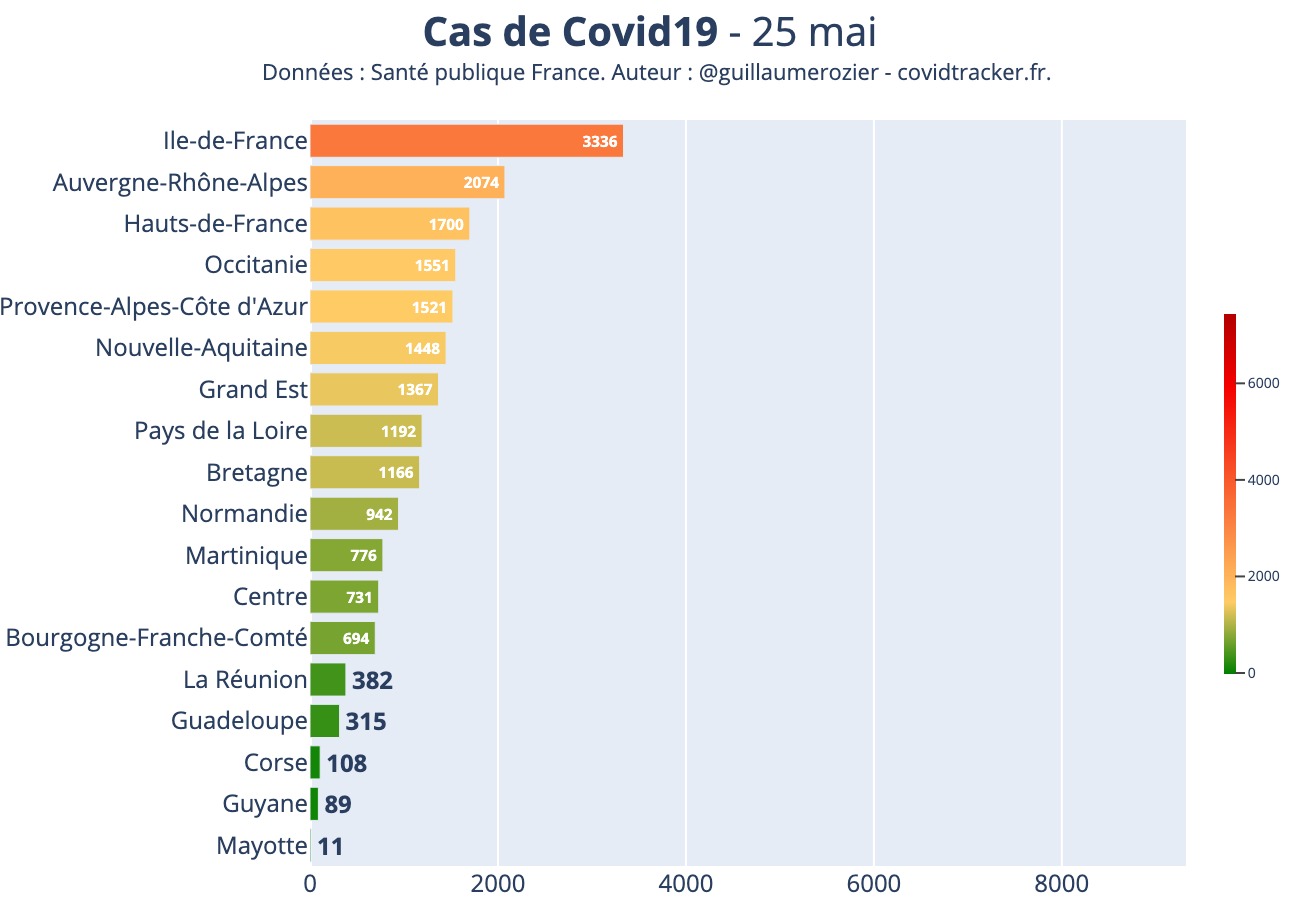 Cas de Covid19 - 25 mai
Données : Santé publique France. Auteur : @guillaumerozier - covidtracker.fr.
Ile-de-France 3336
Auvergne-Rhône-Alpes 2074
Hauts-de-France 1700
Occitanie 1551
Provence-Alpes-Côte d'Azur 1521
Nouvelle-Aquitaine 1448
Grand Est 1367
Pays de la Loire 1192
Bretagne 1166
Normandie 942
Martinique 776
Centre 731
Bourgogne-Franche-Comté 694
La Réunion 382
Guadeloupe 315
Corse 108
Guyane 89
Mayotte 11
0 2000 4000 6000 8000
6000
4000
2000
0